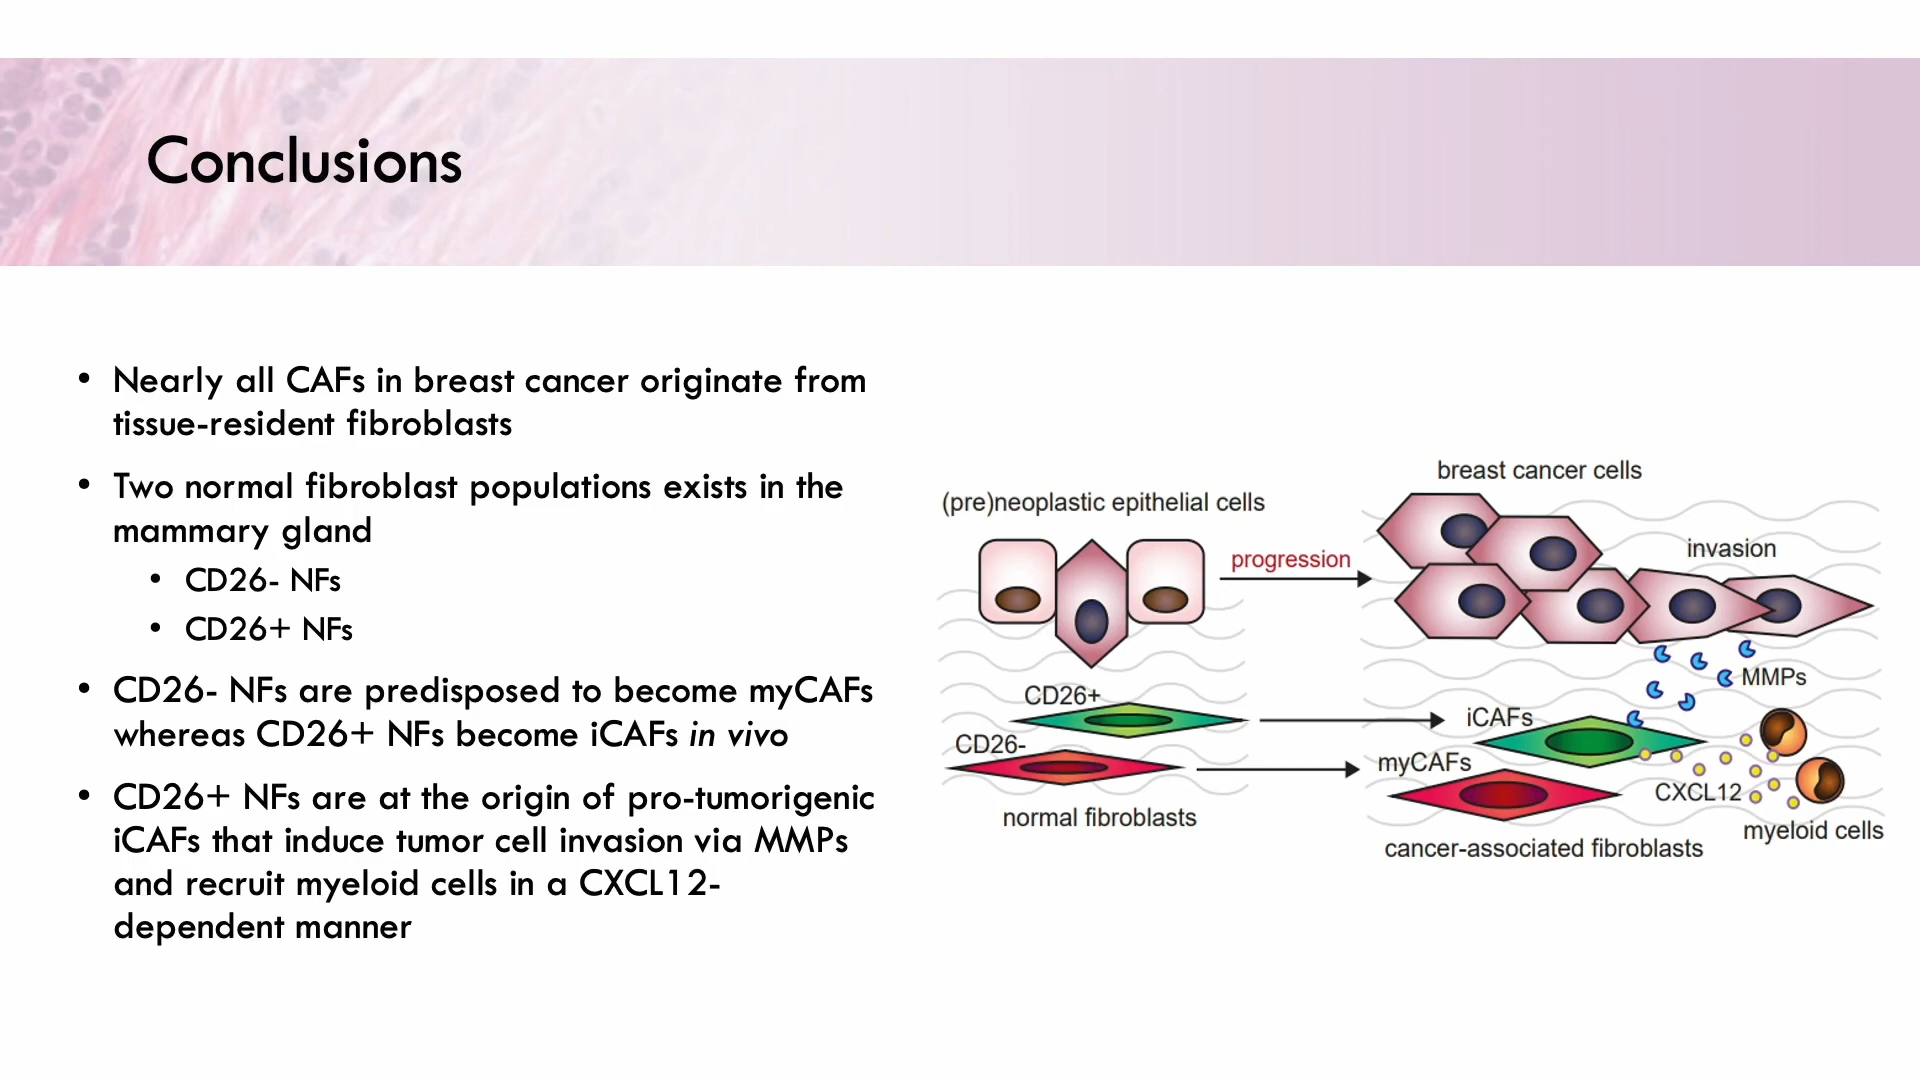 Conclusions
• Nearly all CAFs in breast cancer originate from
tissue-resident fibroblasts
• Two normal fibroblast populations exists in the
mammary gland
• CD26- NFs
• CD26+ NFs
• CD26- NFs are predisposed to become myCAFs
whereas CD26+ NFs become iCAFs in vivo
• CD26+ NFs are at the origin of pro-tumorigenic
iCAFs that induce tumor cell invasion via MMPs
and recruit myeloid cells in a CXCL12-
dependent manner
(pre)neoplastic epithelial cells
progression
CD26+
CD26-
normal fibroblasts
breast cancer cells
invasion
MMPs
iCAFs
myCAFs
CXCL12
myeloid cells
cancer-associated fibroblasts